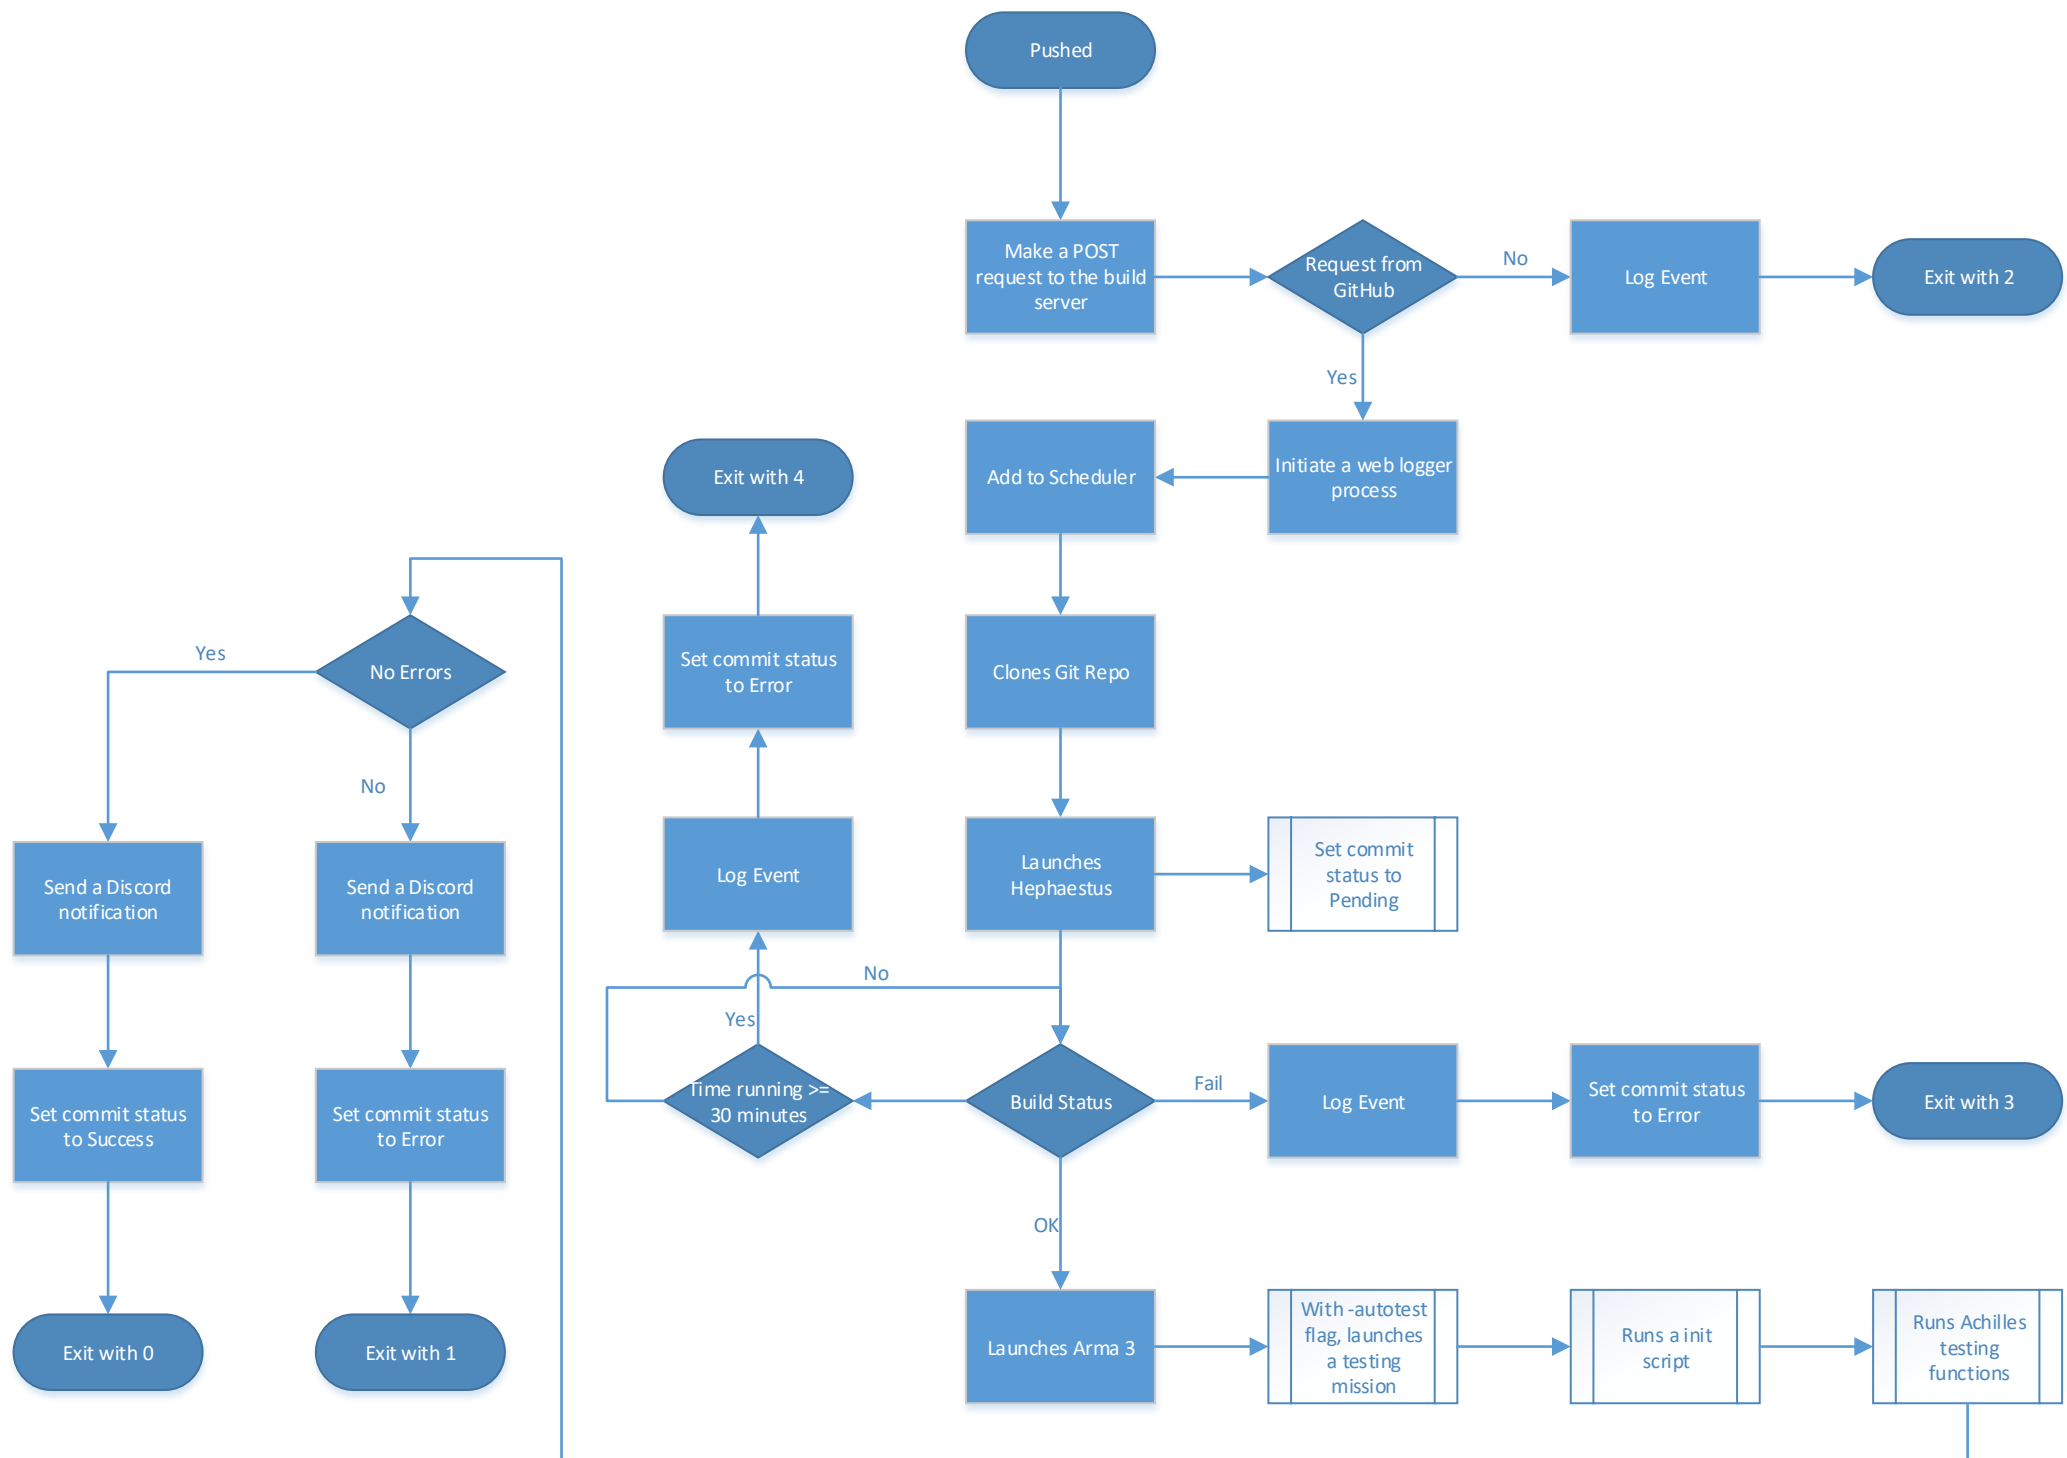 Pushed
Make a POST
request to the build
server
Request from
GitHub
No
Log Event
Exit with 2
Yes
Initiate a web logger
process
Add to Scheduler
Exit with 4
Clones Git Repo
Set commit status
to Error
No Errors
Yes
No
Log Event
Launches
Hephaestus
Set commit
status to
Pending
Send a Discord
notification
Send a Discord
notification
No
Yes
Time running >=
30 minutes
Build Status
Fail
Log Event
Set commit status
to Error
Exit with 3
Set commit status
to Success
Set commit status
to Error
OK
Exit with 0
Exit with 1
Launches Arma 3
With -autotest
flag, launches
a testing
mission
Runs a init
script
Runs Achilles
testing
functions